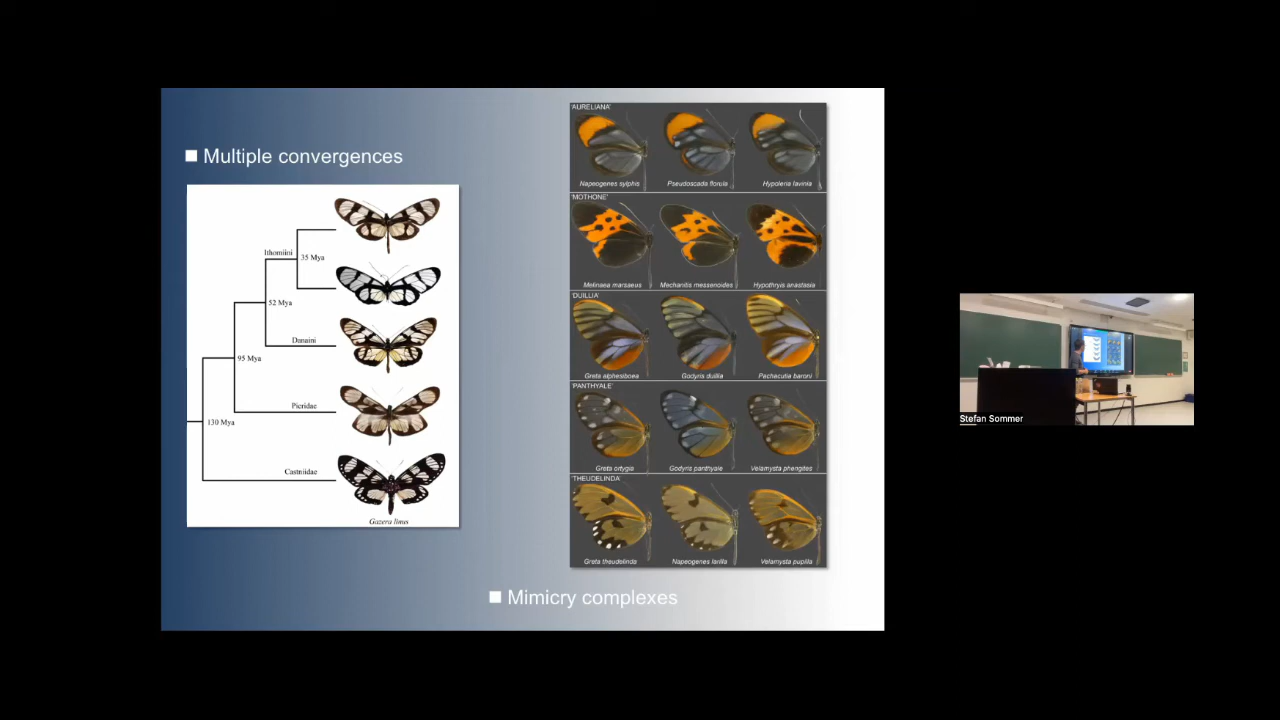 Multiple convergences
Ithomiini
35 Mya
52 Mya
Danaini
95 Mya
Pieridae
130 Mya
Castniidae
Gazera linus
'AURELIANA'
Napeogenes sylphis
Pseudoscada florula
Hypoleria lavinia
'MOTHONE'
Melinaea marsaeus
Mechanitis messenoides
Hypothryis anastasia
'DUILLIA'
Greta alphesiboea
Godyris duillia
Pachacutia baroni
'PANTHYALE'
Greta ortygia
Godyris panthyale
Velamysta phengites
'THEUDELINDA'
Greta theudelinda
Napeogenes larilla
Velamysta pupilla
Mimicry complexes
Stefan Sommer